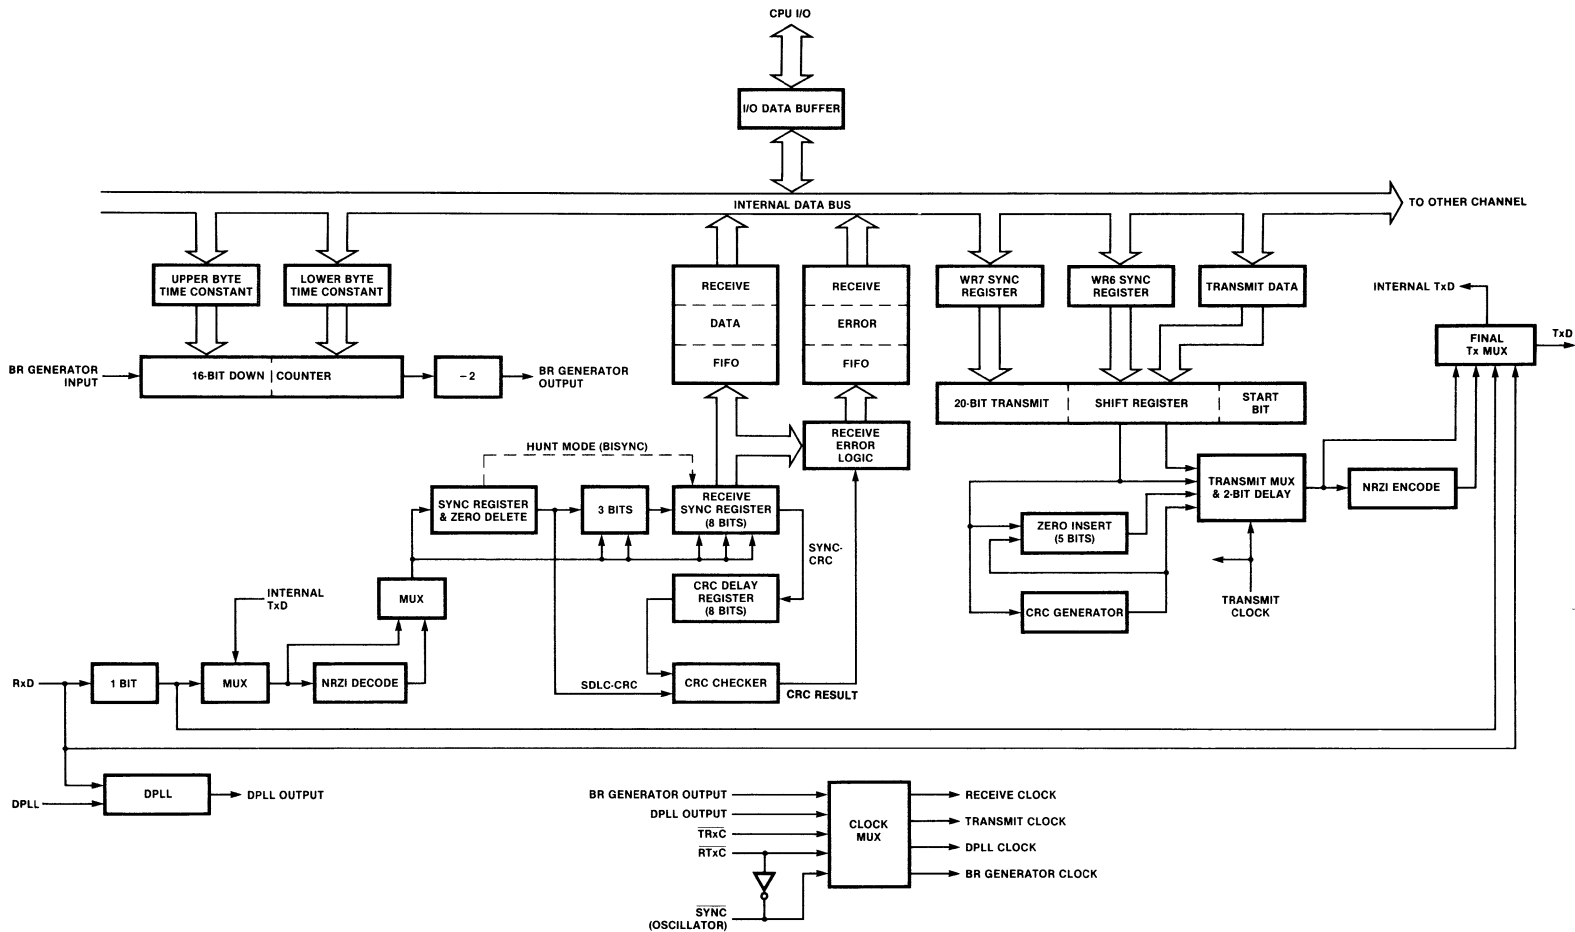 CPU I/O
I/O DATA BUFFER
INTERNAL DATA BUS
TO OTHER CHANNEL
UPPER BYTE
TIME CONSTANT
LOWER BYTE
TIME CONSTANT
RECEIVE
DATA
FIFO
RECEIVE
ERROR
FIFO
WR7 SYNC
REGISTER
WR6 SYNC
REGISTER
TRANSMIT DATA
INTERNAL TxD
FINAL
Tx MUX
TxD
BR GENERATOR
INPUT
16-BIT DOWN COUNTER
–2
BR GENERATOR
OUTPUT
20-BIT TRANSMIT
SHIFT REGISTER
START
BIT
RECEIVE
ERROR
LOGIC
HUNT MODE (BISYNC)
SYNC REGISTER
& ZERO DELETE
3 BITS
RECEIVE
SYNC REGISTER
(8 BITS)
TRANSMIT MUX
& 2-BIT DELAY
NRZI ENCODE
ZERO INSERT
(5 BITS)
SYNC-
CRC
CRC DELAY
REGISTER
(8 BITS)
CRC GENERATOR
TRANSMIT
CLOCK
INTERNAL
TxD
MUX
RxD
1 BIT
MUX
NRZI DECODE
SDLC-CRC
CRC CHECKER
CRC RESULT
DPLL
DPLL
DPLL OUTPUT
BR GENERATOR OUTPUT
DPLL OUTPUT
TRxC
RTxC
SYNC
(OSCILLATOR)
CLOCK
MUX
RECEIVE CLOCK
TRANSMIT CLOCK
DPLL CLOCK
BR GENERATOR CLOCK